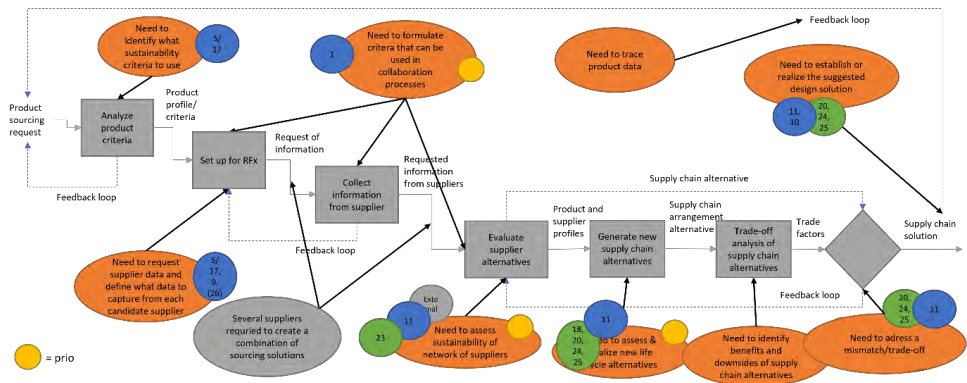 Need to
identify what
sustainability
criteria to use
5/
17
1
Need to formulate
critera that can be
used in
collaboration
processes
Need to trace
product data
Feedback loop
Need to establish or
realize the suggested
design solution
11,
10
20,
24,
25
Product
sourcing
request
Analyze
product
criteria
Product
profile/
criteria
Feedback loop
Set up for RFx
Request of
information
Collect
information
from supplier
Requested
information
from suppliers
Feedback loop
Evaluate
supplier
alternatives
Supply chain alternative
Product and
supplier
profiles
Generate new
supply chain
alternatives
Supply chain
arrangement
alternative
Trade-off
analysis of
supply chain
alternatives
Trade
factors
Supply chain
solution
Feedback loop
Need to request
supplier data and
define what data to
capture from each
candidate supplier
5/
17,
9,
(26)
Several suppliers
requried to create a
combination of
sourcing solutions
Exte
rnal
11
23
Need to assess
sustainability of
network of suppliers
11
18,
20,
24,
25
to assess &
new life
alternatives
Need to identify
benefits and
downsides of supply
chain alternatives
20,
24,
25
11
Need to adress a
mismatch/trade-off
= prio